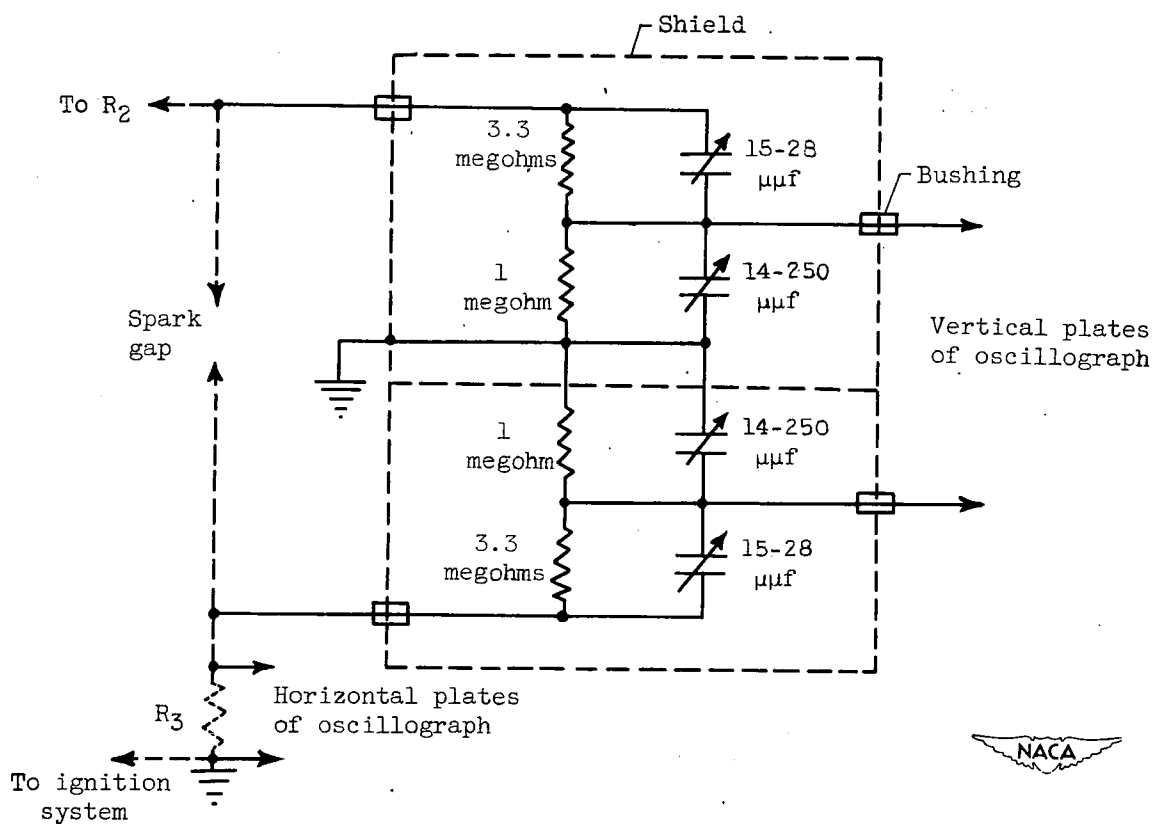 Shield
To R2
3.3
megohms
15-28
μμf
Bushing
1
megohm
14-250
μμf
Spark
gap
Vertical plates
of oscillograph
1
megohm
14-250
μμf
3.3
megohms
15-28
μμf
R3
Horizontal plates
of oscillograph
To ignition
system
NACA